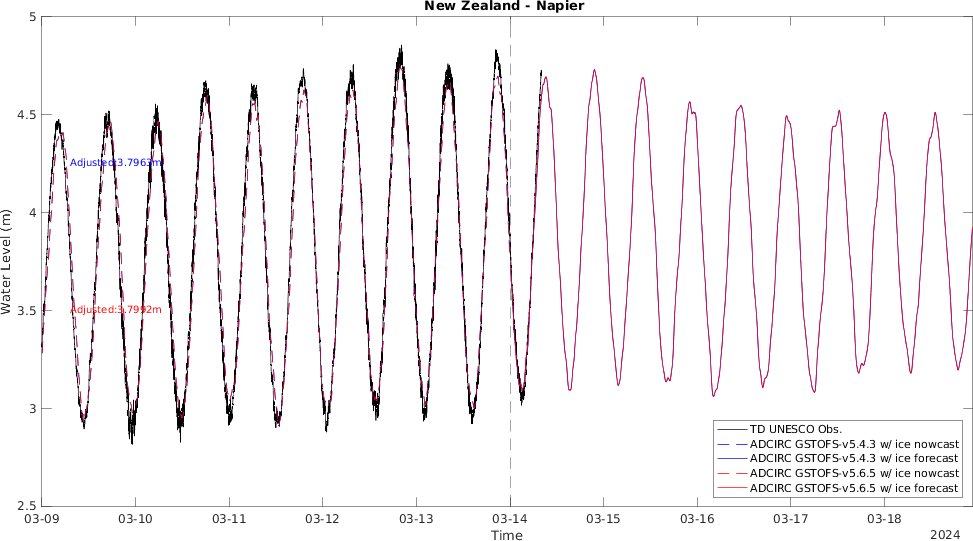 New Zealand - Napier
5
4.5
4
3.5
3
2.5
Water Level (m)
Adjusted:3.7963m
Adjusted:3.7992m
TD UNESCO Obs.
ADCIRC GSTOFS-v5.4.3 w/ ice nowcast
ADCIRC GSTOFS-v5.4.3 w/ ice forecast
ADCIRC GSTOFS-v5.6.5 w/ ice nowcast
ADCIRC GSTOFS-v5.6.5 w/ ice forecast
03-09 03-10 03-11 03-12 03-13 03-14 03-15 03-16 03-17 03-18
Time
2024